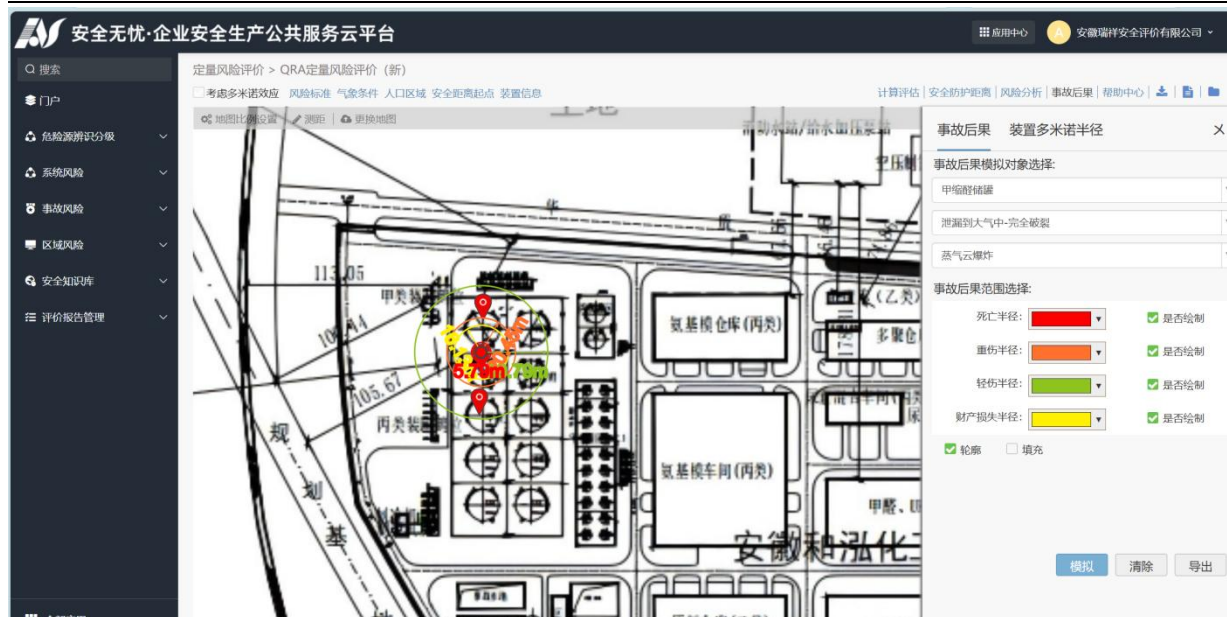 安全无忧·企业安全生产公共服务云平台
应用中心
A
安徽瑞祥安全评价有限公司
搜索
门户
危险源辨识分级
系统风险
事故风险
区域风险
安全知识库
评价报告管理
定量风险评价 > QRA定量风险评价（新）
考虑多米诺效应 风险标准 气象条件 人口区域 安全距离起点 装置信息
计算评估 | 安全防护距离 | 风险分析 | 事故后果 | 帮助中心
地图比例设置 测距 更换地图
消防水站/给水加压泵
113.05
105.67
氨基模仓库(丙类)
(乙类)
氨基模车间(丙类)
规
划
基
5.79m
安徽和泓化工
事故后果 装置多米诺半径
事故后果模拟对象选择:
甲缩醛储罐
泄漏到大气中-完全破裂
蒸气云爆炸
事故后果范围选择:
死亡半径: 是否绘制
重伤半径: 是否绘制
轻伤半径: 是否绘制
财产损失半径: 是否绘制
轮廓 填充
模拟 清除 导出